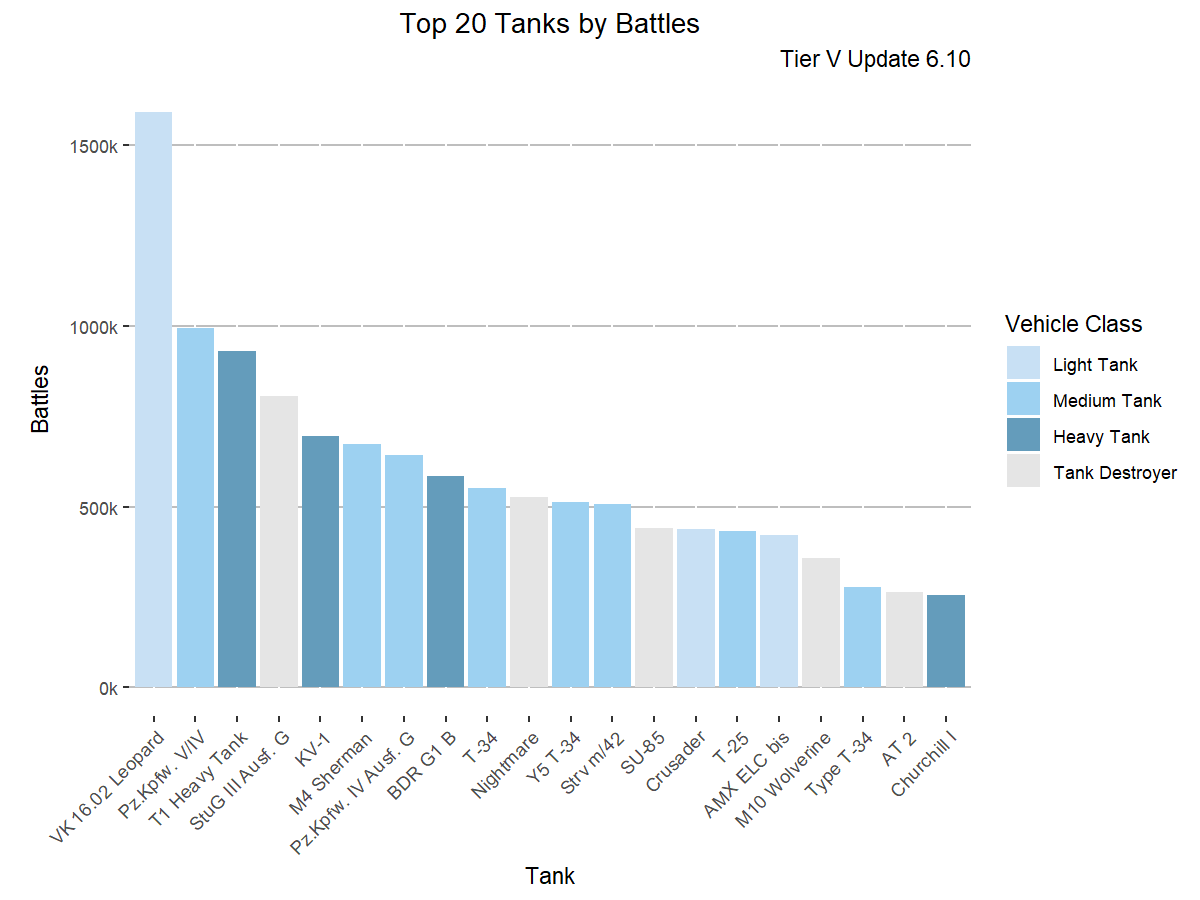 Top 20 Tanks by Battles
Tier V Update 6.10
1500k
1000k
500k
0k
Battles
VK 16.02 Leopard
Pz.Kpfw. V/IV
T1 Heavy Tank
StuG III Ausf. G
KV-1
M4 Sherman
Pz.Kpfw. IV Ausf. G
BDR G1 B
T-34
Nightmare
Y5 T-34
Strv m/42
SU-85
Crusader
T-25
AMX ELC bis
M10 Wolverine
Type T-34
AT 2
Churchill I
Tank
Vehicle Class
Light Tank
Medium Tank
Heavy Tank
Tank Destroyer